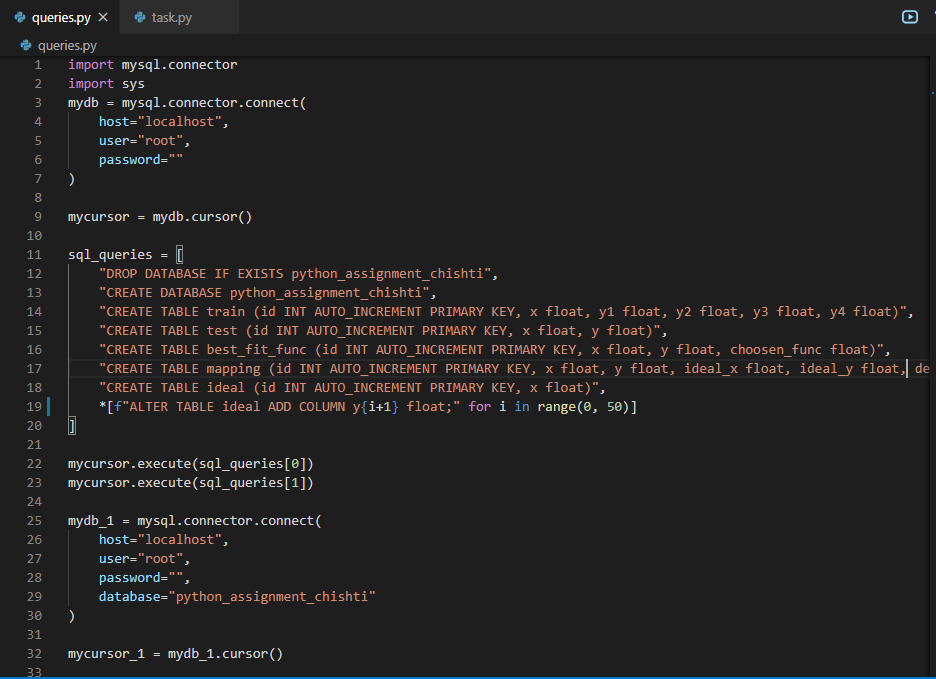 queries.py
task.py
queries.py
1 import mysql.connector
2 import sys
3 mydb = mysql.connector.connect(
4     host="localhost",
5     user="root",
6     password=""
7 )
8
9 mycursor = mydb.cursor()
10
11 sql_queries = [
12     "DROP DATABASE IF EXISTS python_assignment_chishti",
13     "CREATE DATABASE python_assignment_chishti",
14     "CREATE TABLE train (id INT AUTO_INCREMENT PRIMARY KEY, x float, y1 float, y2 float, y3 float, y4 float)",
15     "CREATE TABLE test (id INT AUTO_INCREMENT PRIMARY KEY, x float, y float)",
16     "CREATE TABLE best_fit_func (id INT AUTO_INCREMENT PRIMARY KEY, x float, y float, choosen_func float)",
17     "CREATE TABLE mapping (id INT AUTO_INCREMENT PRIMARY KEY, x float, y float, ideal_x float, ideal_y float, de
18     "CREATE TABLE ideal (id INT AUTO_INCREMENT PRIMARY KEY, x float)",
19     *[f"ALTER TABLE ideal ADD COLUMN y{i+1} float;" for i in range(0, 50)]
20 ]
21
22 mycursor.execute(sql_queries[0])
23 mycursor.execute(sql_queries[1])
24
25 mydb_1 = mysql.connector.connect(
26     host="localhost",
27     user="root",
28     password="",
29     database="python_assignment_chishti"
30 )
31
32 mycursor_1 = mydb_1.cursor()
33